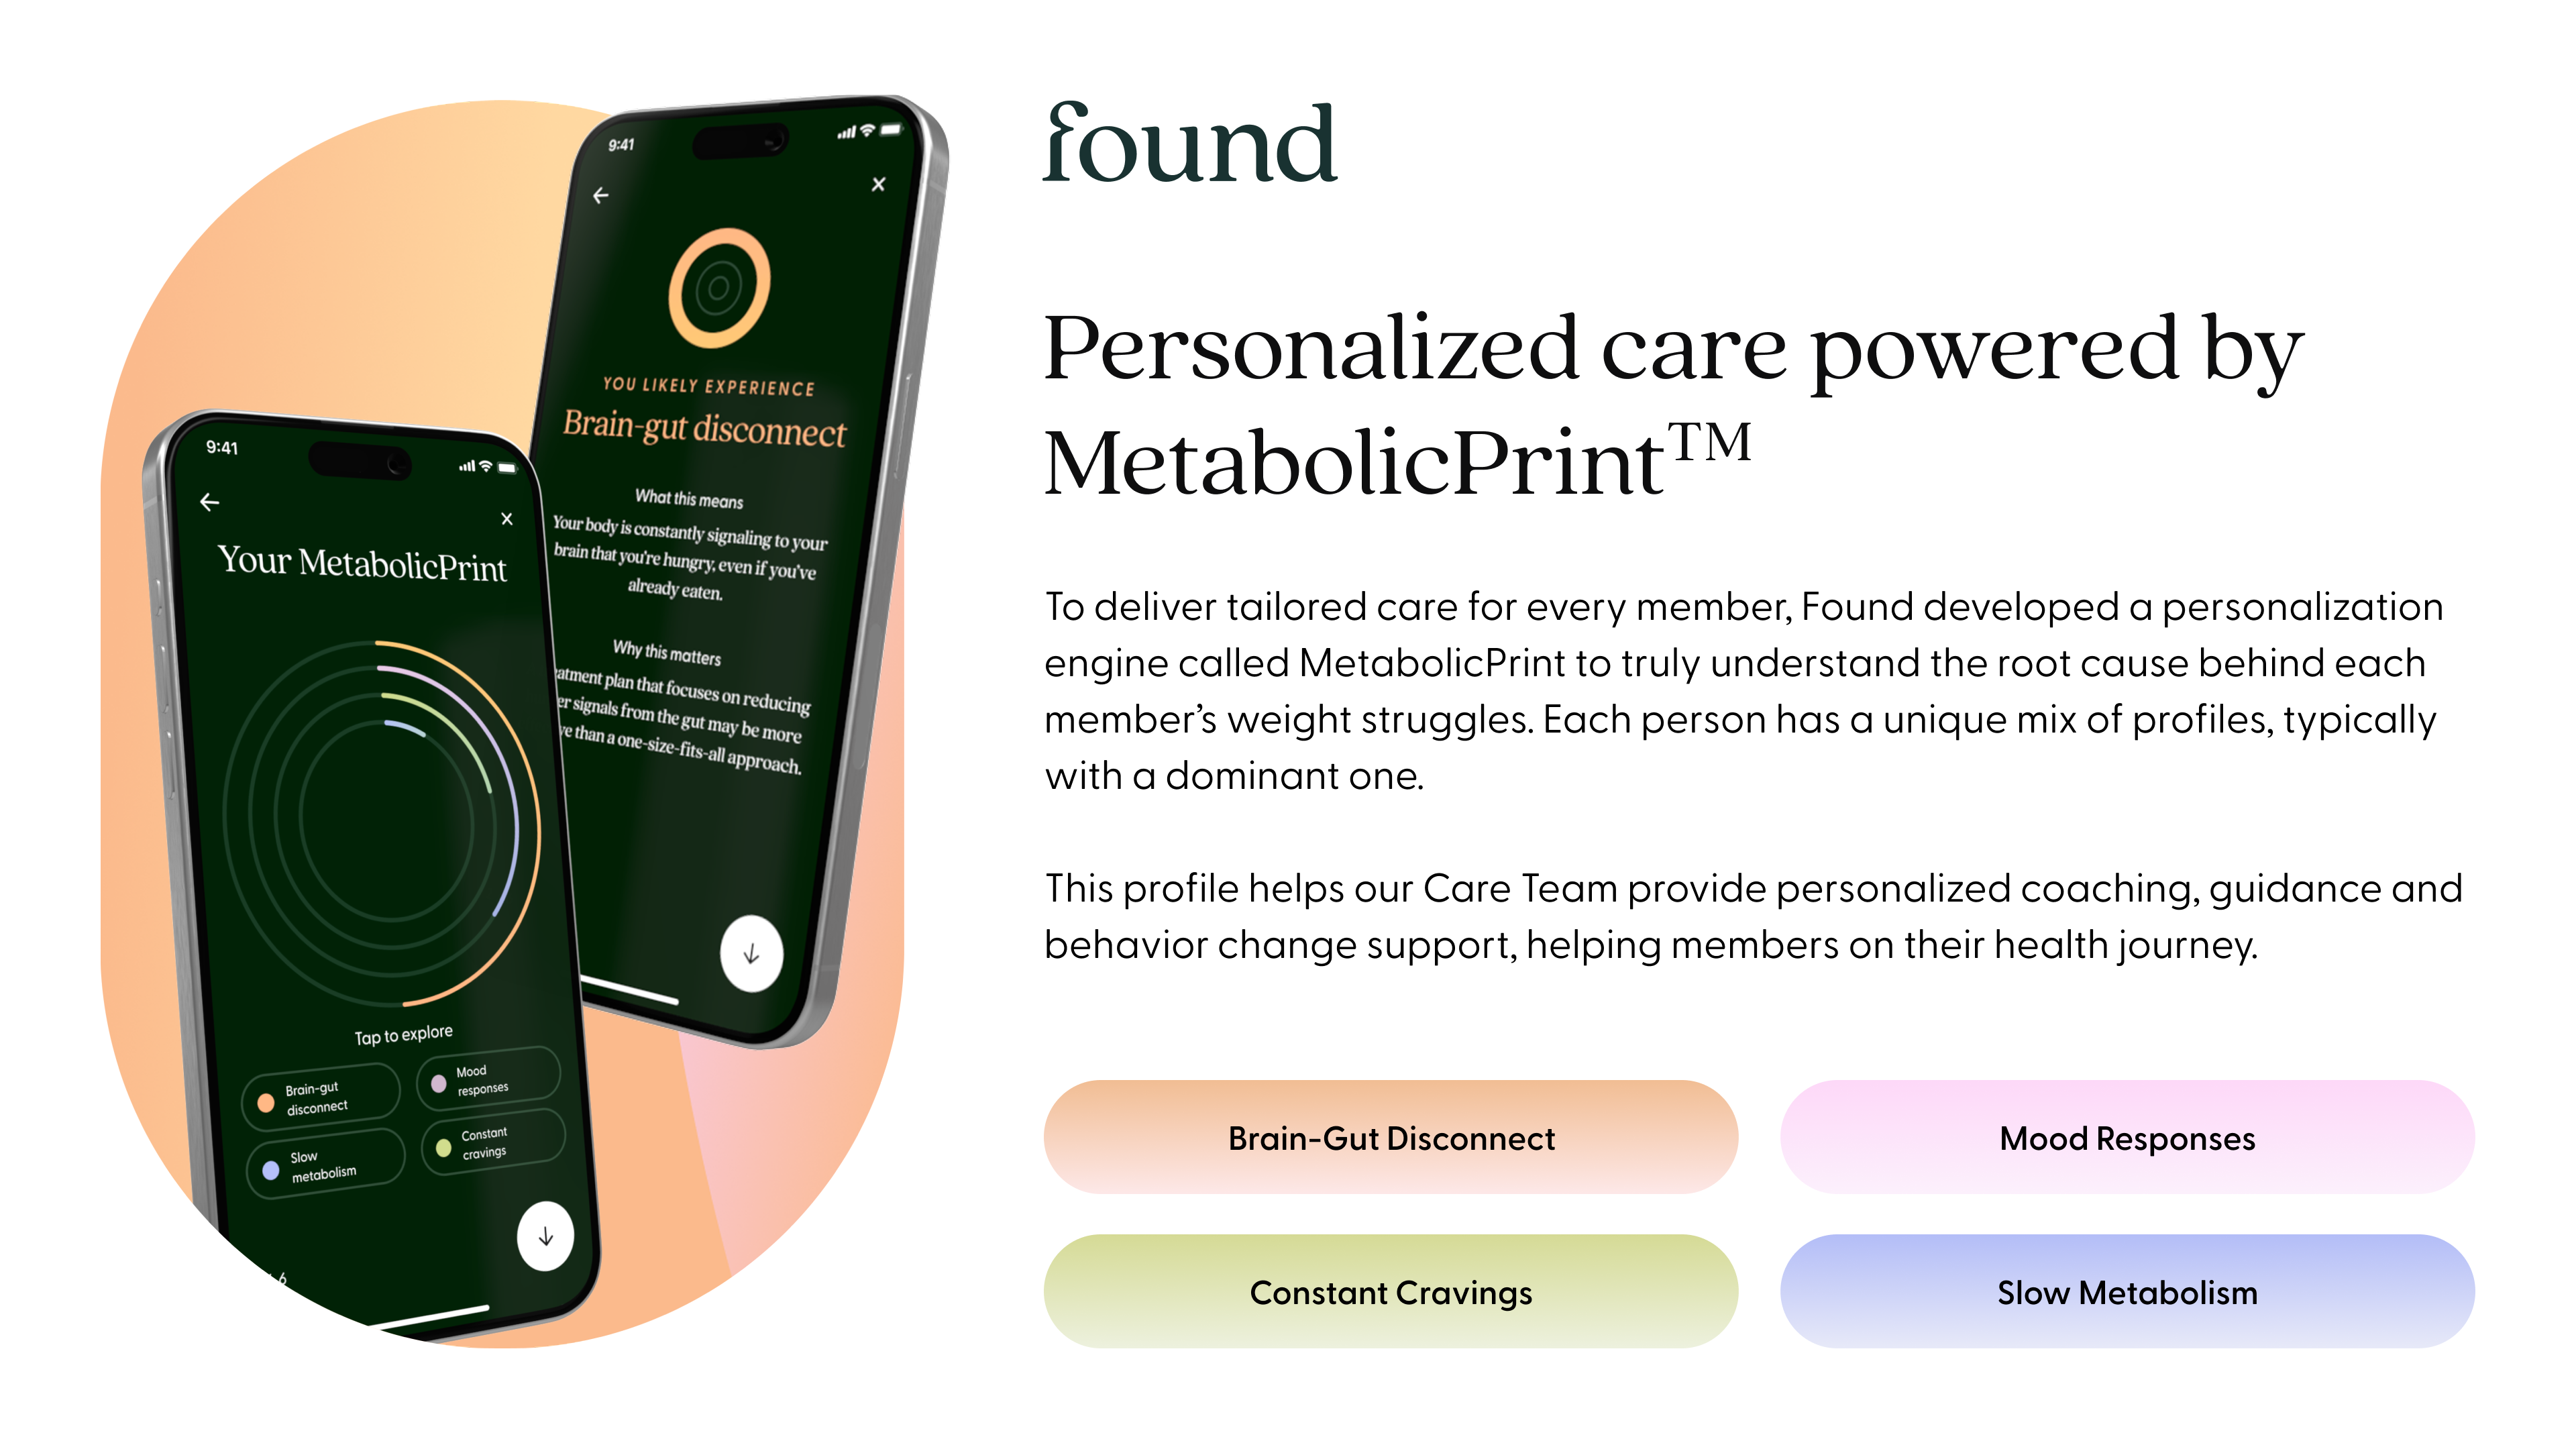 found
Personalized care powered by
MetabolicPrint™
To deliver tailored care for every member, Found developed a personalization
engine called MetabolicPrint to truly understand the root cause behind each
member’s weight struggles. Each person has a unique mix of profiles, typically
with a dominant one.
This profile helps our Care Team provide personalized coaching, guidance and
behavior change support, helping members on their health journey.
Brain-Gut Disconnect
Mood Responses
Constant Cravings
Slow Metabolism
9:41
YOU LIKELY EXPERIENCE
Brain-gut disconnect
What this means
Your body is constantly signaling to your
brain that you're hungry, even if you've
already eaten.
Why this matters
plan that focuses on reducing
signals from the gut may be more
than a one-size-fits-all approach.
9:41
Your MetabolicPrint
Tap to explore
Brain-gut
disconnect
Mood
responses
Slow
metabolism
Constant
cravings